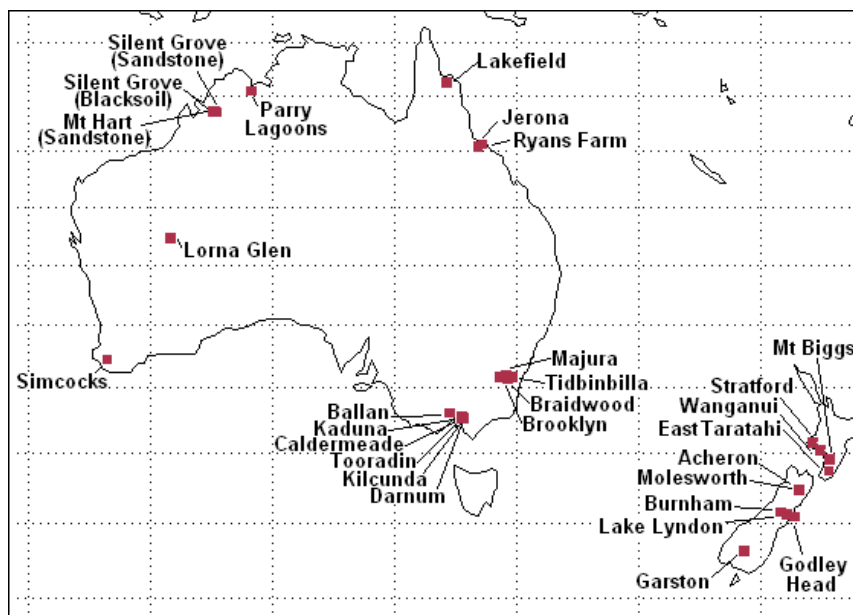 Silent Grove
(Sandstone)
Lakefield
Silent Grove
(Blacksoil)
Mt Hart
(Sandstone)
Parry
Lagoons
Jerona
Ryans Farm
Lorna Glen
Simcocks
Majura
Tidbinbilla
Braidwood
Brooklyn
Ballan
Kaduna
Caldermeade
Tooradin
Kilcunda
Darnum
Mt Biggs
Stratford
Wanganui
East Taratahi
Acheron
Molesworth
Burnham
Lake Lyndon
Godley
Head
Garston